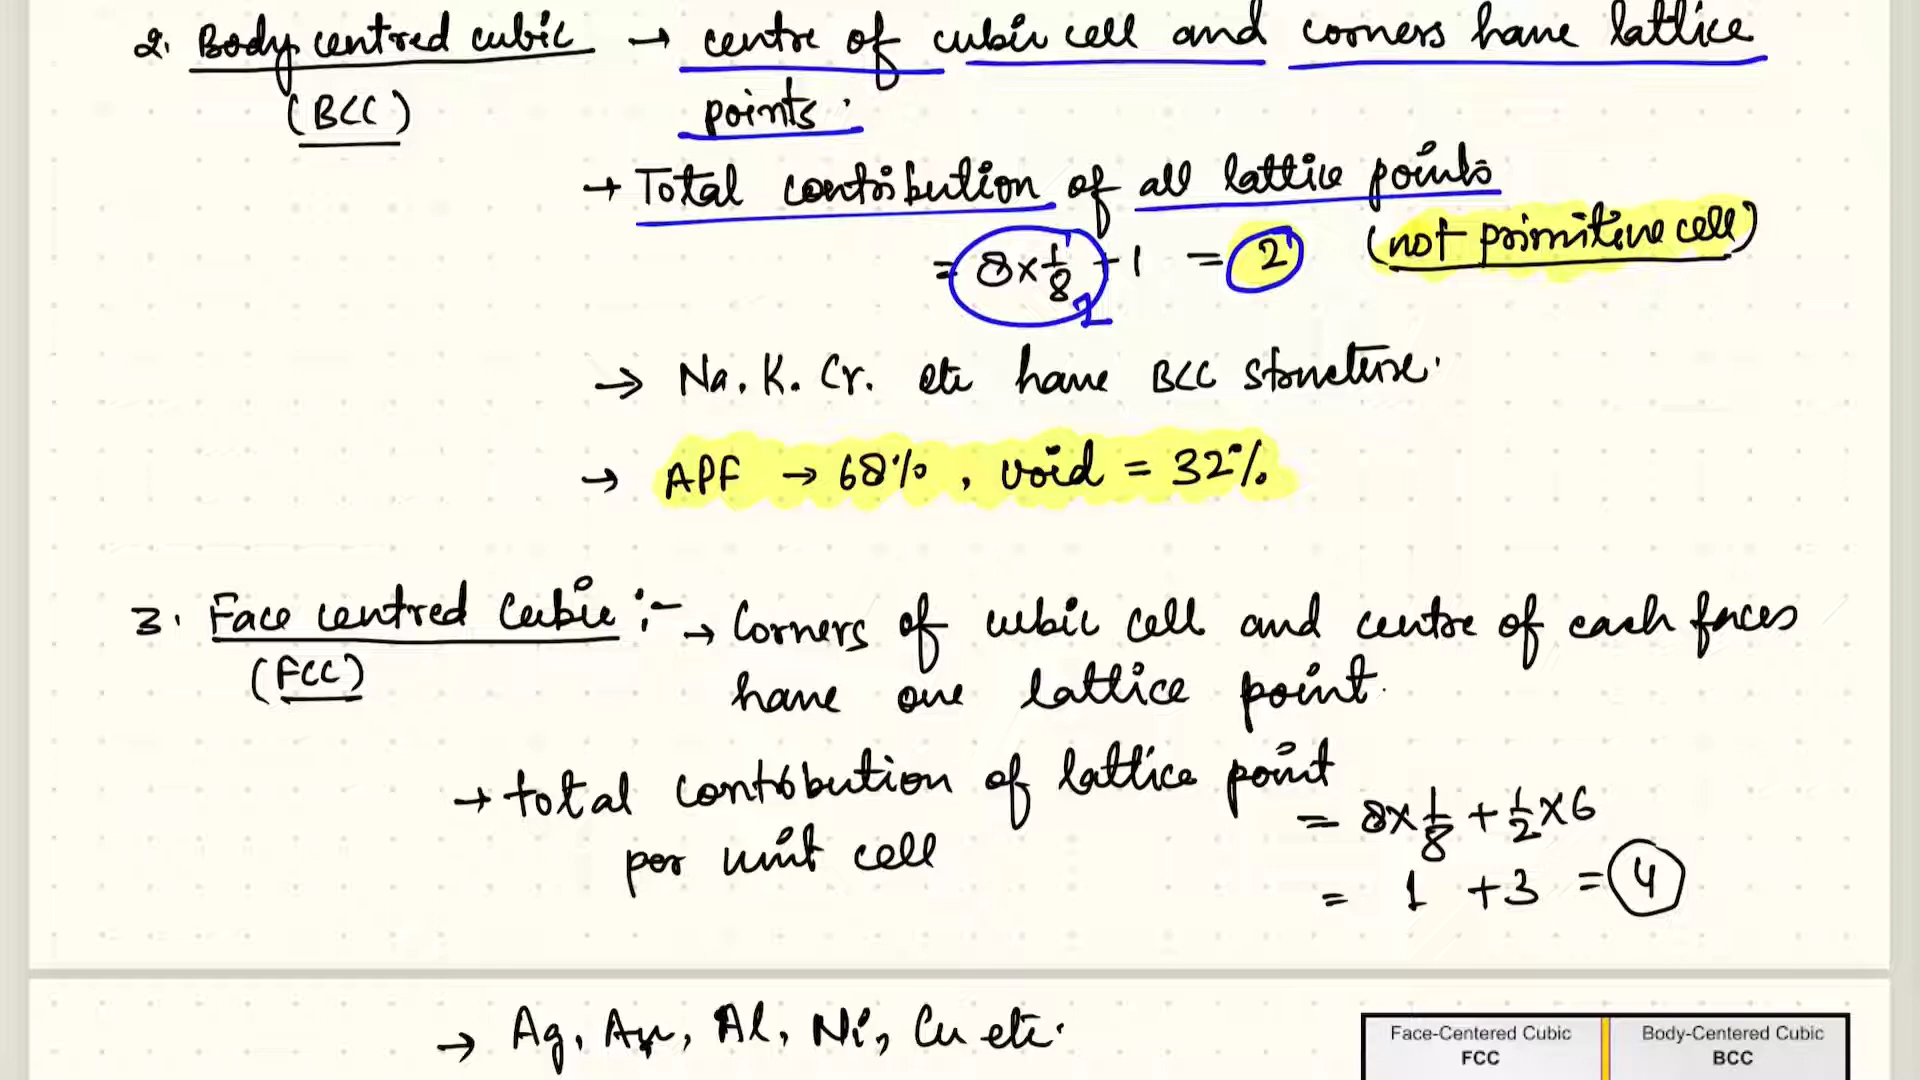 2. Body centred cubic → centre of cubic cell and corners have lattice
(BCC) points.
→ Total contribution of all lattice points
= 8×1/8 + 1 = 2 (not primitive cell)
1
→ Na, K, Cr. etc have BCC structure.
→ APF → 68%, void = 32%
3. Face centred Cubic :- → Corners of cubic cell and centre of each faces
(FCC) have one lattice point.
→ total contribution of lattice point
per unit cell = 8×1/8 + 1/2×6
= 1 + 3 = 4
→ Ag, Au, Al, Ni, Cu etc.
Face-Centered Cubic Body-Centered Cubic
FCC BCC